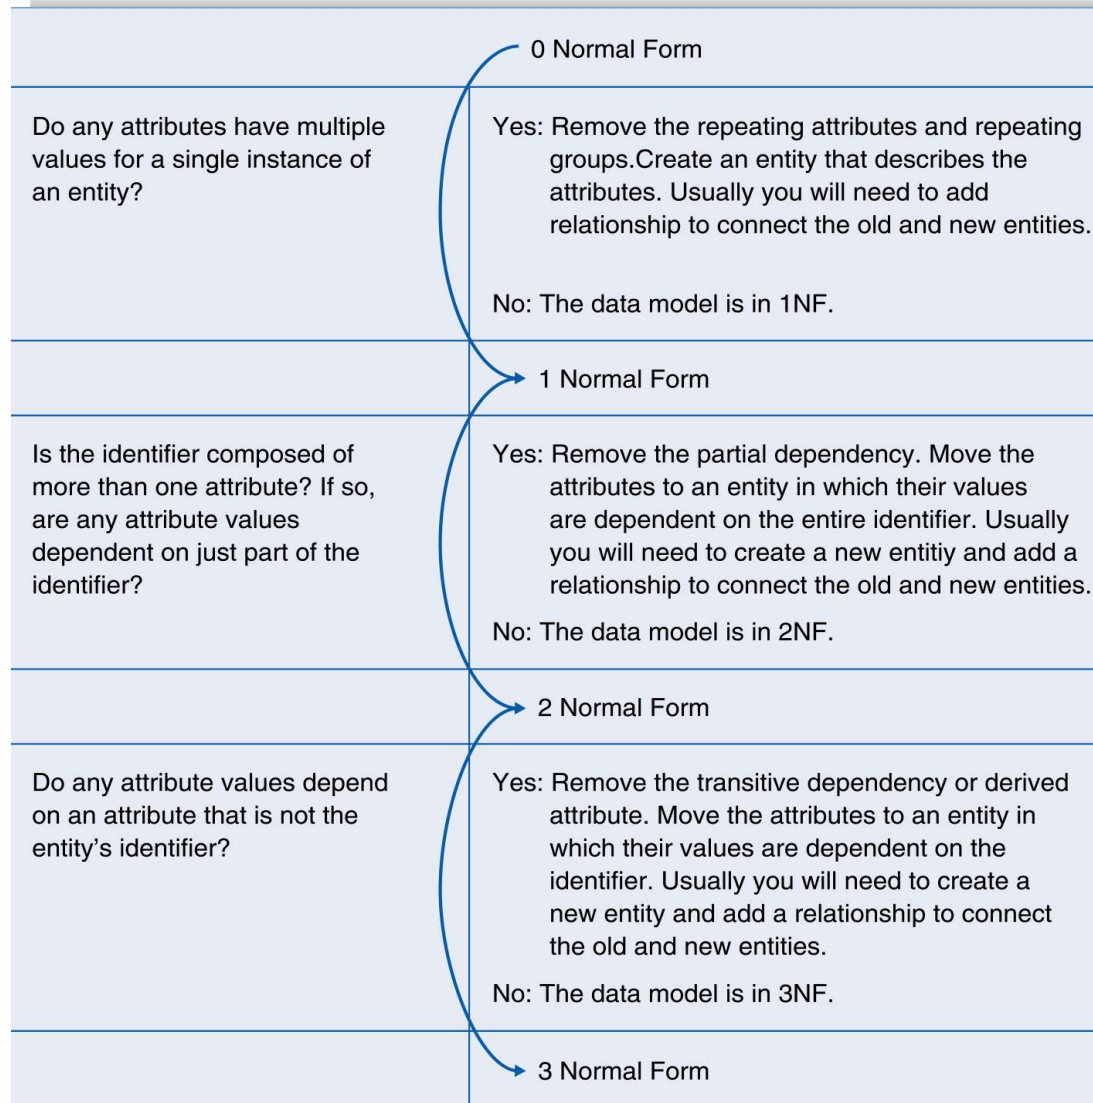 0 Normal Form
Do any attributes have multiple
values for a single instance of
an entity?
Yes: Remove the repeating attributes and repeating
groups.Create an entity that describes the
attributes. Usually you will need to add
relationship to connect the old and new entities.
No: The data model is in 1NF.
1 Normal Form
Is the identifier composed of
more than one attribute? If so,
are any attribute values
dependent on just part of the
identifier?
Yes: Remove the partial dependency. Move the
attributes to an entity in which their values
are dependent on the entire identifier. Usually
you will need to create a new entitiy and add a
relationship to connect the old and new entities.
No: The data model is in 2NF.
2 Normal Form
Do any attribute values depend
on an attribute that is not the
entity's identifier?
Yes: Remove the transitive dependency or derived
attribute. Move the attributes to an entity in
which their values are dependent on the
identifier. Usually you will need to create a
new entity and add a relationship to connect
the old and new entities.
No: The data model is in 3NF.
3 Normal Form